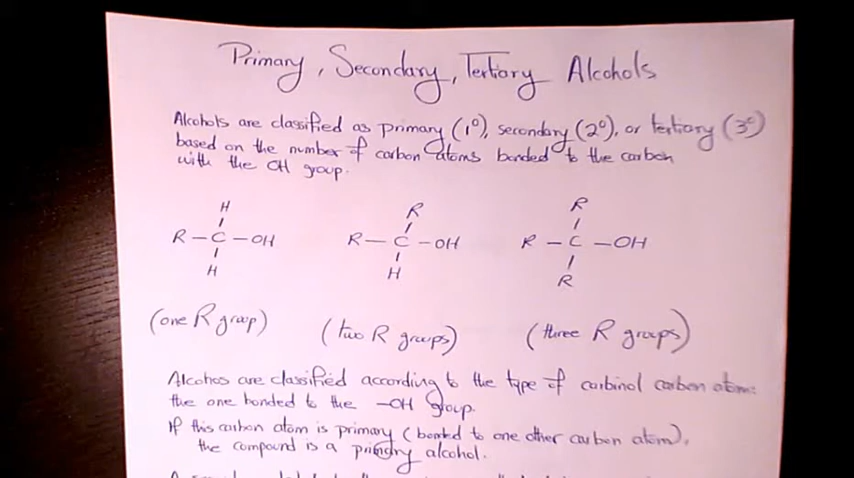 Primary, Secondary, Tertiary Alcohols
Alcohols are classified as primary (1°), secondary (2°), or tertiary (3°)
based on the number of carbon atoms bonded to the carbon
with the OH group.
H R R
R – C – OH R – C – OH R – C – OH
H H R
(one R group) (two R groups) (three R groups)
Alcohols are classified according to the type of carbinol carbon atom:
the one bonded to the –OH group.
If this carbon atom is primary (bonded to one other carbon atom),
the compound is a primary alcohol.